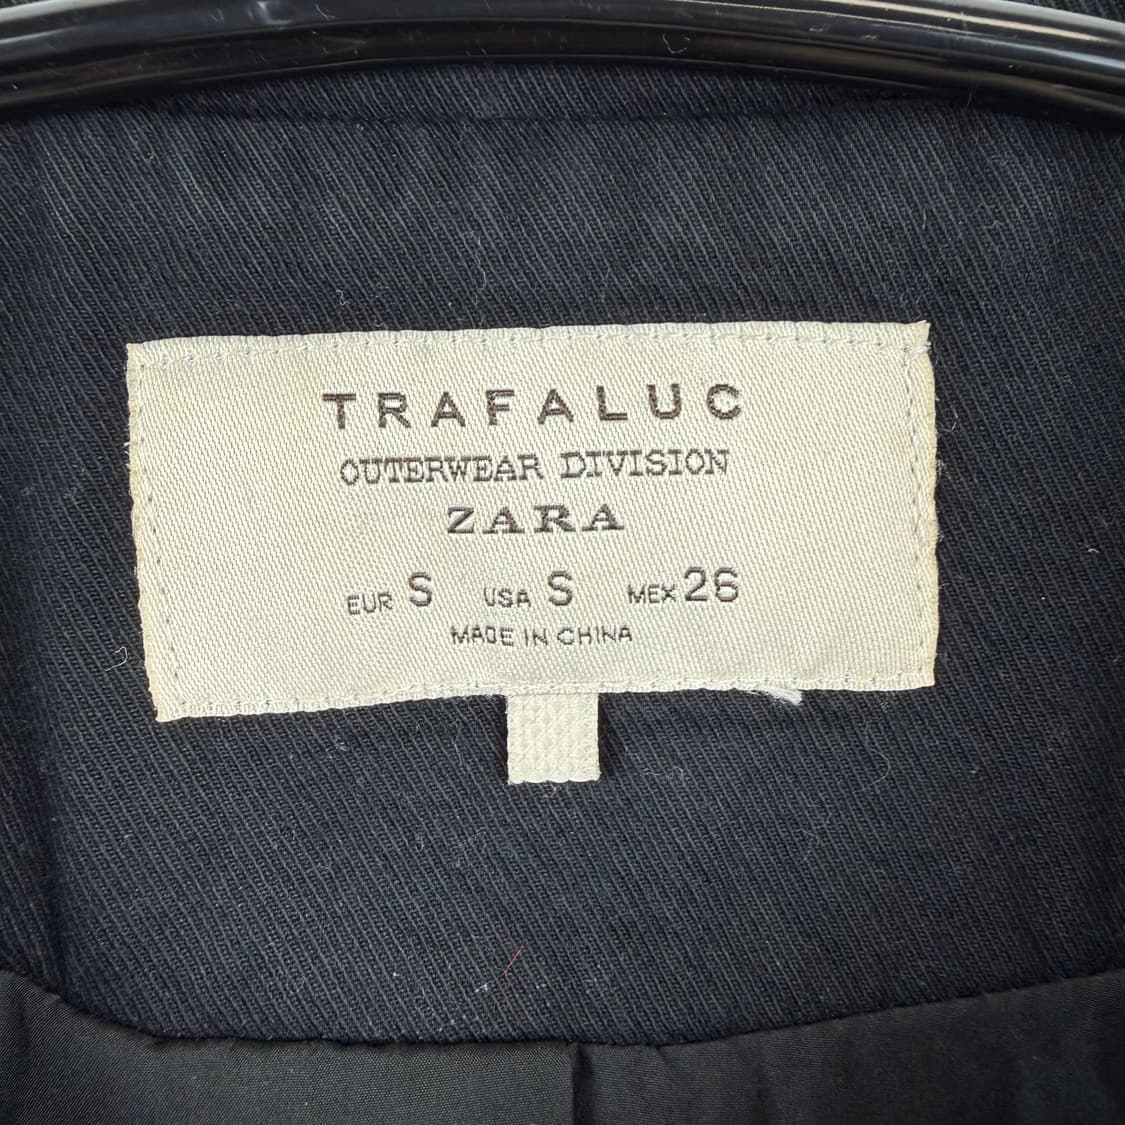 TRAFALUC
OUTERWEAR DIVISION
ZARA
EUR S USA S MEX 26
MADE IN CHINA